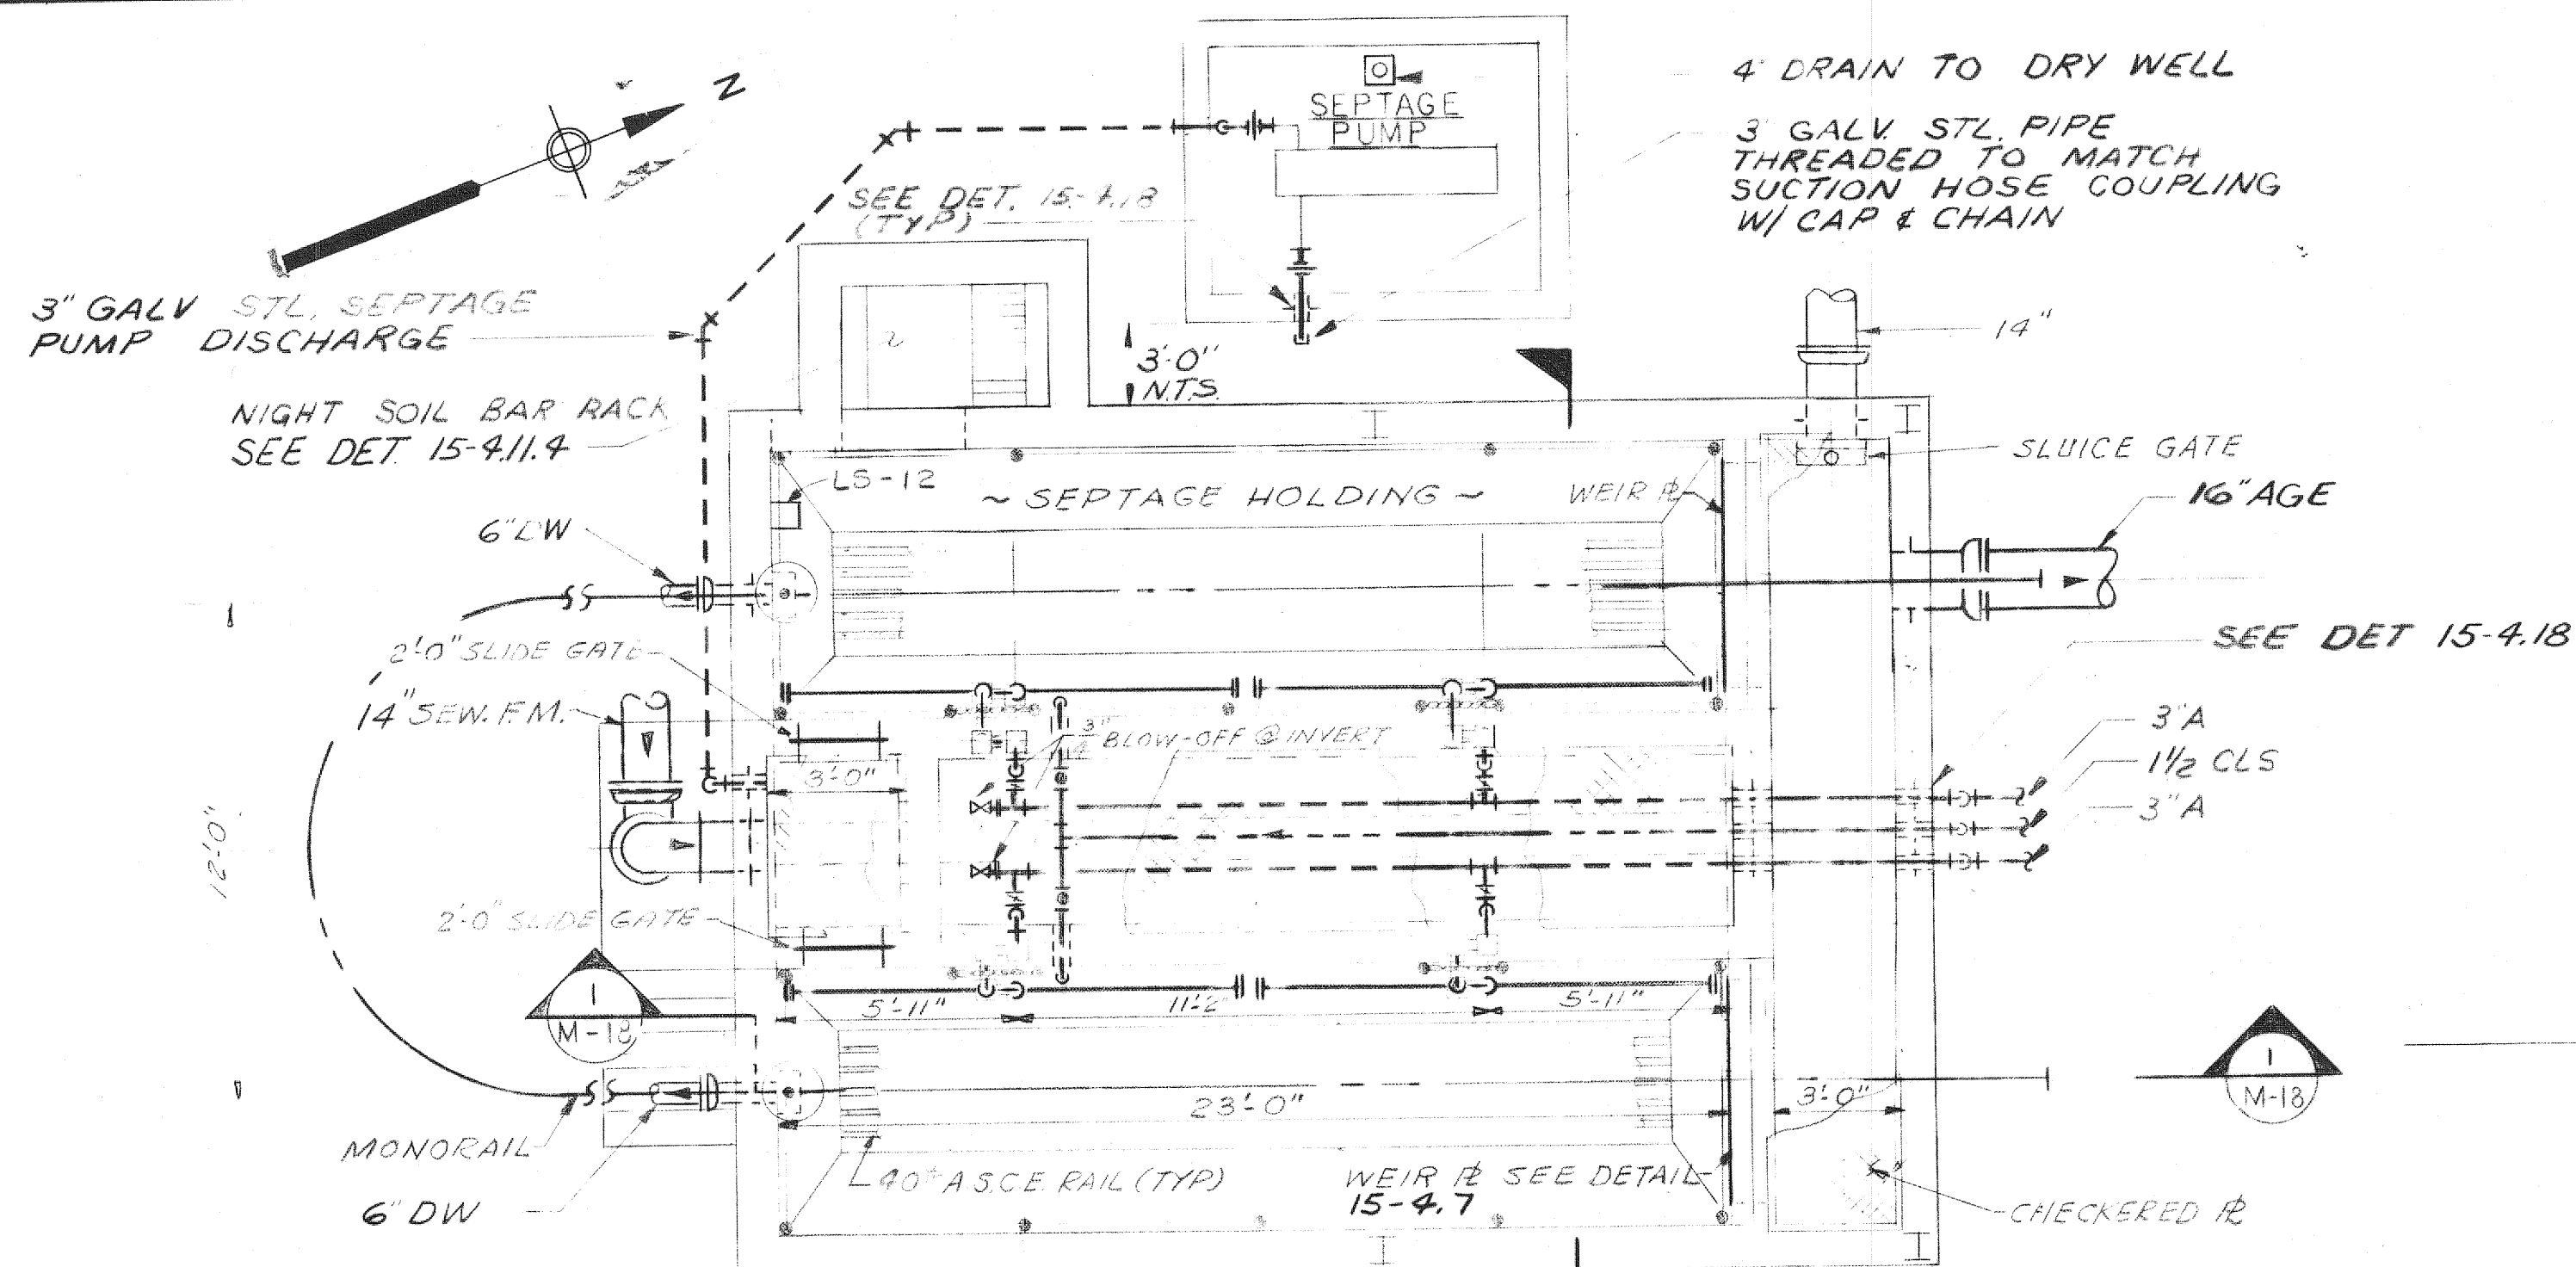 N
4" DRAIN TO DRY WELL
3" GALV. STL. PIPE
THREADED TO MATCH
SUCTION HOSE COUPLING
W/ CAP & CHAIN
SEPTAGE
PUMP
SEE DET. 15-4.18
(TYP)
3" GALV STL. SEPTAGE
PUMP DISCHARGE
3'-0"
N.T.S.
14"
NIGHT SOIL BAR RACK
SEE DET. 15-4.11.4
SLUICE GATE
LS-12
~ SEPTAGE HOLDING ~
WEIR ⅊
16" AGE
6" DW
SEE DET 15-4.18
2'-0" SLIDE GATE
14" SEW. F.M.
3/4" BLOW-OFF @ INVERT
3'-0"
3" A
1 1/2 CLS
3" A
12'-0"
2'-0" SLIDE GATE
5'-11"
11'-2"
5'-11"
1
M-18
1
M-18
23'-0"
3'-0"
MONORAIL
90# A.S.C.E. RAIL (TYP)
WEIR ⅊ SEE DETAIL
15-4.7
6" DW
CHECKERED ⅊